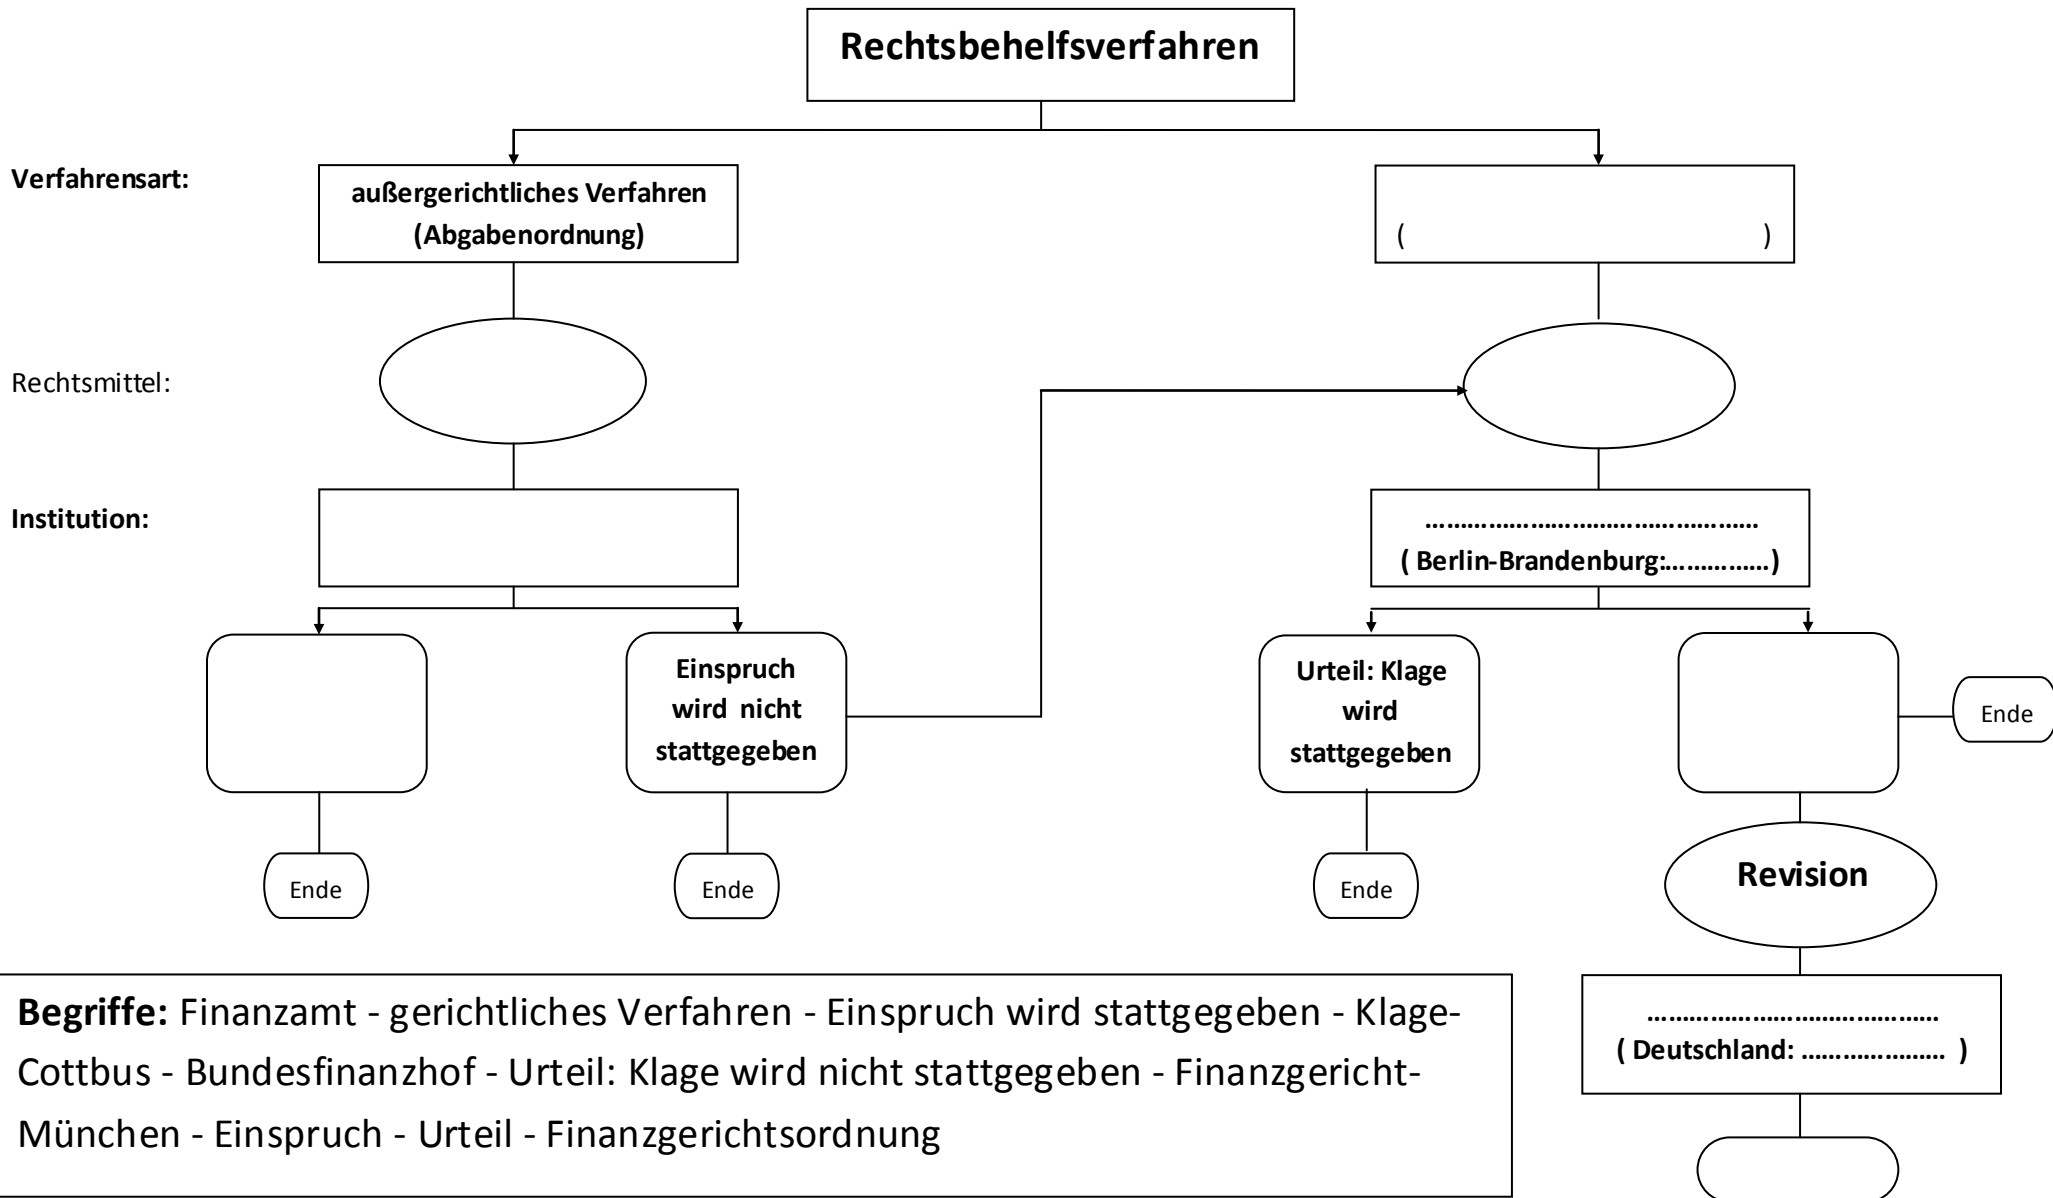 Rechtsbehelfsverfahren
Verfahrensart:
außergerichtliches Verfahren
(Abgabenordnung)
( )
Rechtsmittel:
Institution:
................................................
( Berlin-Brandenburg:...............)
Einspruch
wird nicht
stattgegeben
Urteil: Klage
wird
stattgegeben
Ende
Ende
Ende
Ende
Revision
Begriffe: Finanzamt - gerichtliches Verfahren - Einspruch wird stattgegeben - Klage-
Cottbus - Bundesfinanzhof - Urteil: Klage wird nicht stattgegeben - Finanzgericht-
München - Einspruch - Urteil - Finanzgerichtsordnung
..........................................
( Deutschland: ..................... )